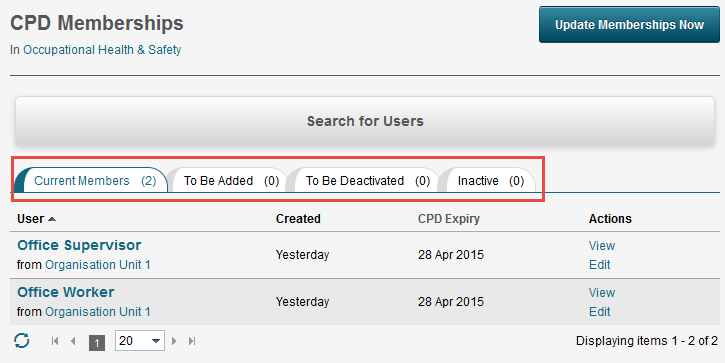 CPD Memberships
Update Memberships Now
In Occupational Health & Safety
Search for Users
Current Members (2) To Be Added (0) To Be Deactivated (0) Inactive (0)
User Created CPD Expiry Actions
Office Supervisor
from Organisation Unit 1
Yesterday 28 Apr 2015
View
Edit
Office Worker
from Organisation Unit 1
Yesterday 28 Apr 2015
View
Edit
1 20 Displaying items 1 - 2 of 2